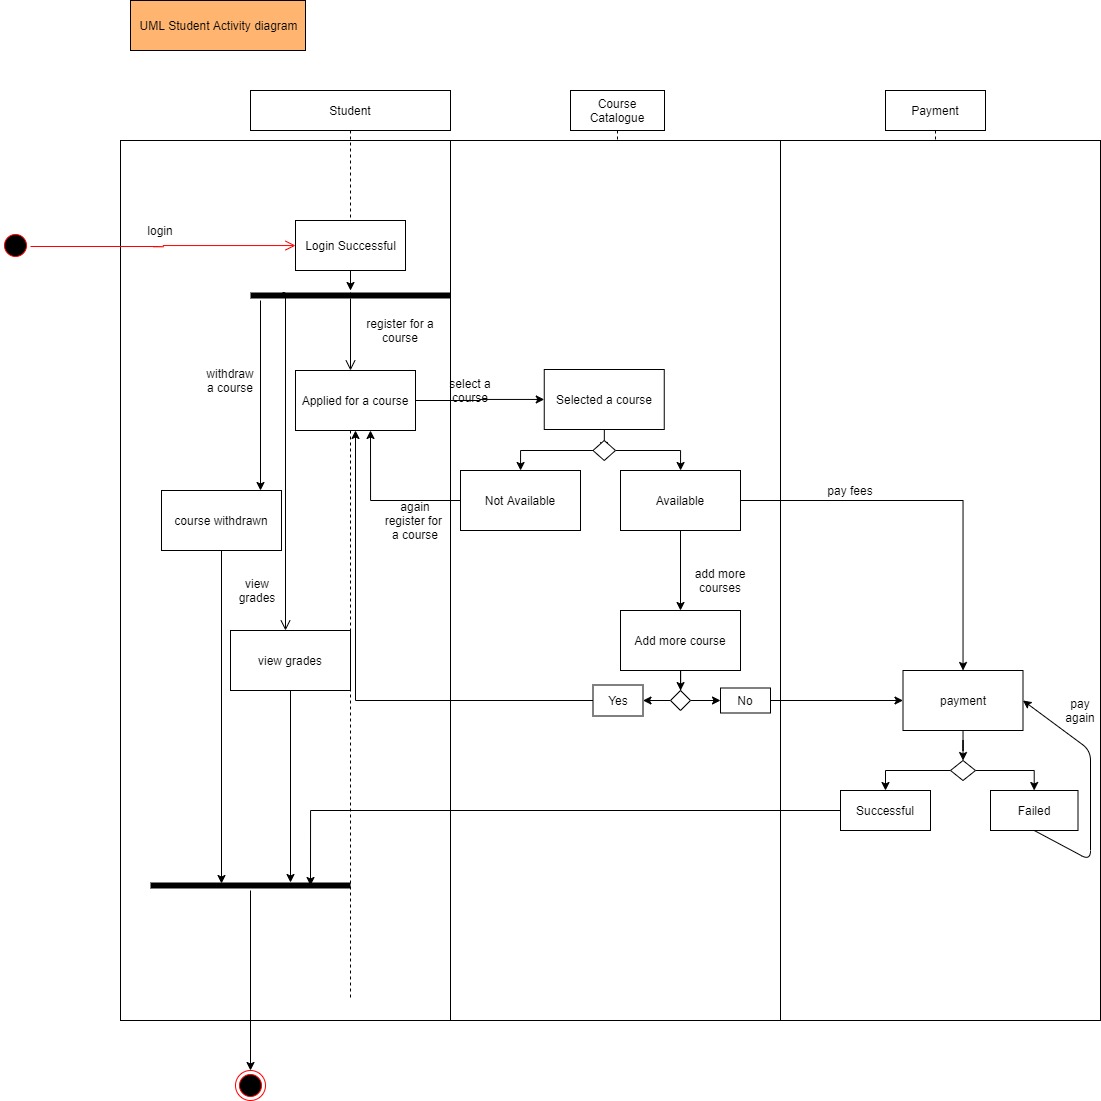 UML Student Activity diagram
Student
Course
Catalogue
Payment
login
Login Successful
register for a
course
withdraw
a course
select a
course
Applied for a course
Selected a course
Not Available
Available
pay fees
again
register for
a course
course withdrawn
add more
courses
view
grades
Add more course
view grades
Yes
No
payment
pay
again
Successful
Failed